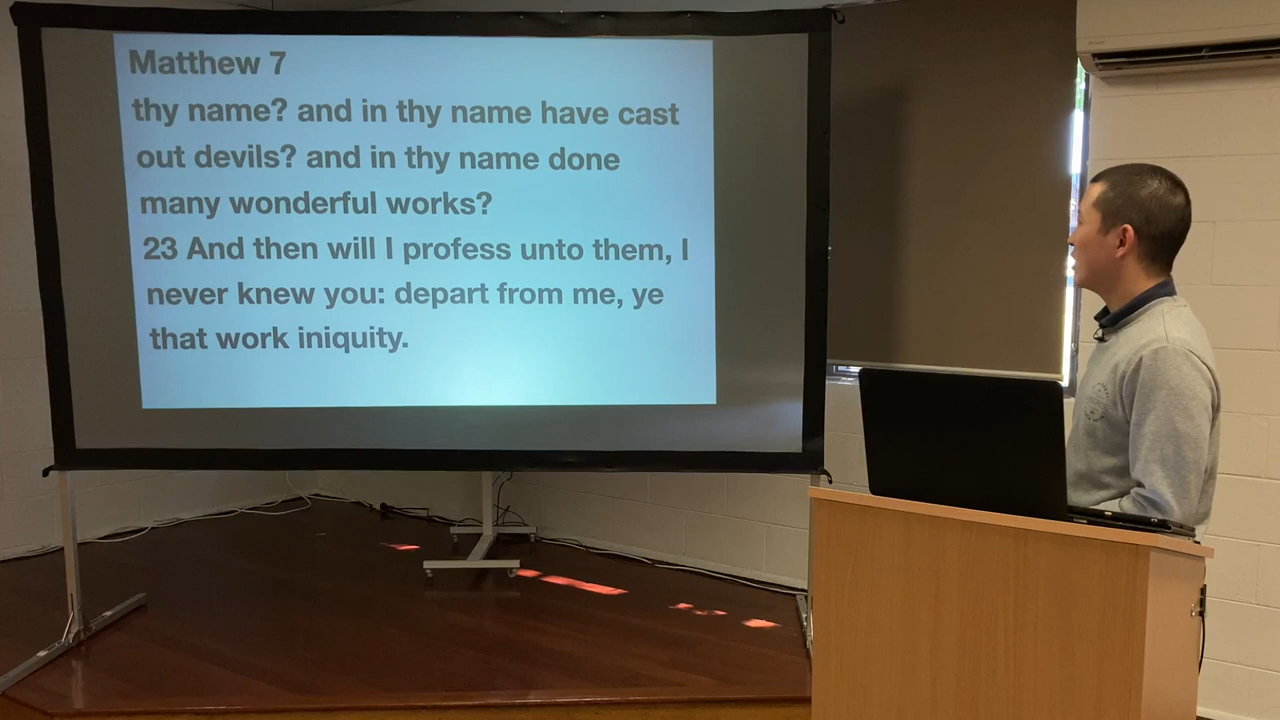 Matthew 7
thy name? and in thy name have cast
out devils? and in thy name done
many wonderful works?
23 And then will I profess unto them, I
never knew you: depart from me, ye
that work iniquity.